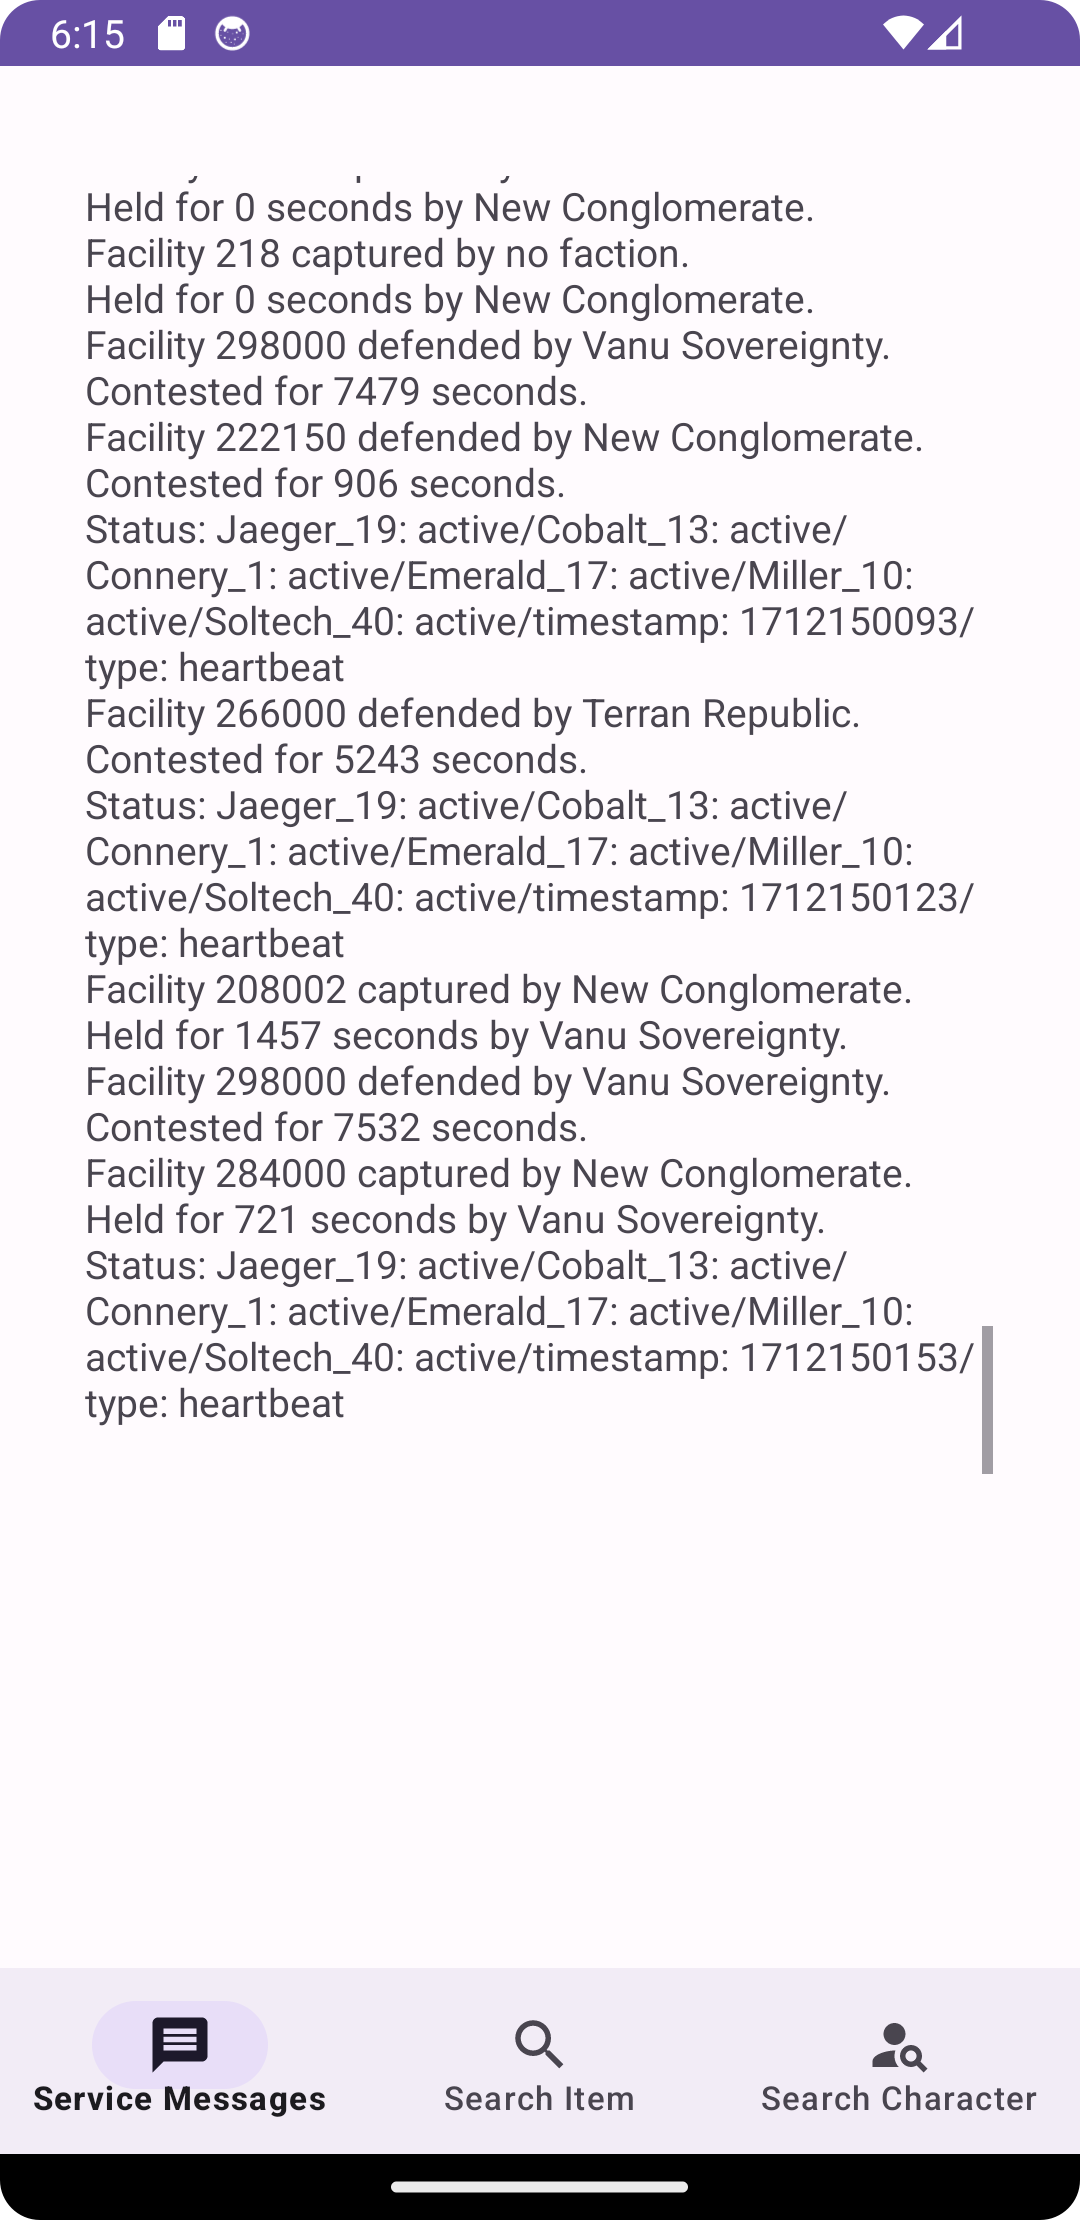 6:15
Held for 0 seconds by New Conglomerate.
Facility 218 captured by no faction.
Held for 0 seconds by New Conglomerate.
Facility 298000 defended by Vanu Sovereignty.
Contested for 7479 seconds.
Facility 222150 defended by New Conglomerate.
Contested for 906 seconds.
Status: Jaeger_19: active/Cobalt_13: active/
Connery_1: active/Emerald_17: active/Miller_10:
active/Soltech_40: active/timestamp: 1712150093/
type: heartbeat
Facility 266000 defended by Terran Republic.
Contested for 5243 seconds.
Status: Jaeger_19: active/Cobalt_13: active/
Connery_1: active/Emerald_17: active/Miller_10:
active/Soltech_40: active/timestamp: 1712150123/
type: heartbeat
Facility 208002 captured by New Conglomerate.
Held for 1457 seconds by Vanu Sovereignty.
Facility 298000 defended by Vanu Sovereignty.
Contested for 7532 seconds.
Facility 284000 captured by New Conglomerate.
Held for 721 seconds by Vanu Sovereignty.
Status: Jaeger_19: active/Cobalt_13: active/
Connery_1: active/Emerald_17: active/Miller_10:
active/Soltech_40: active/timestamp: 1712150153/
type: heartbeat
Service Messages
Search Item
Search Character